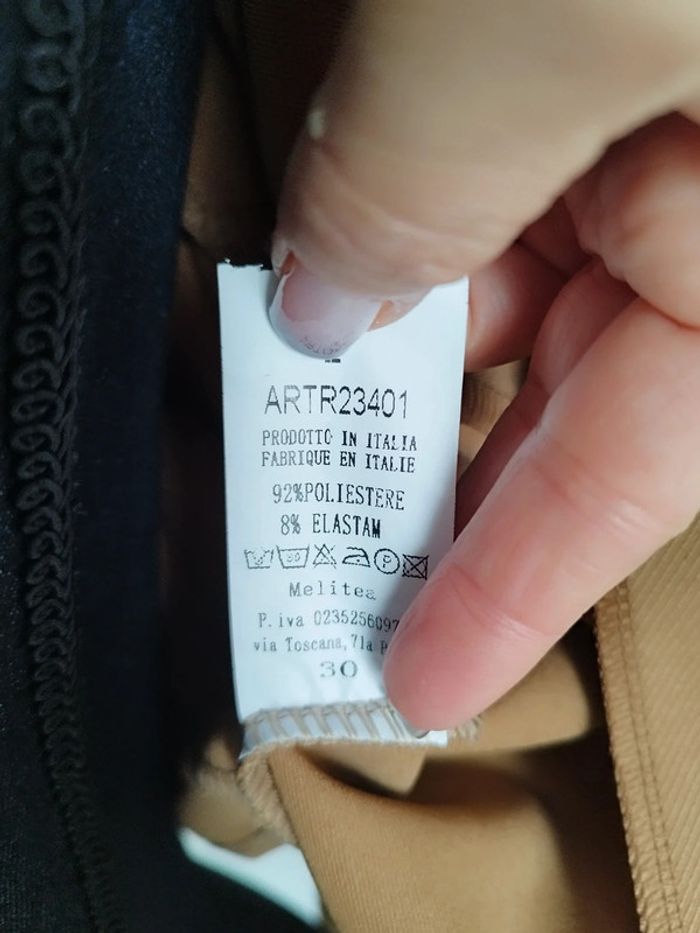 ARTR23401
PRODOTTO IN ITALIA
FABRIQUE EN ITALIE
92%POLIESTERE
8% ELASTAM
P
Melitea
P.iva 0235256097
via Toscana,71a
30